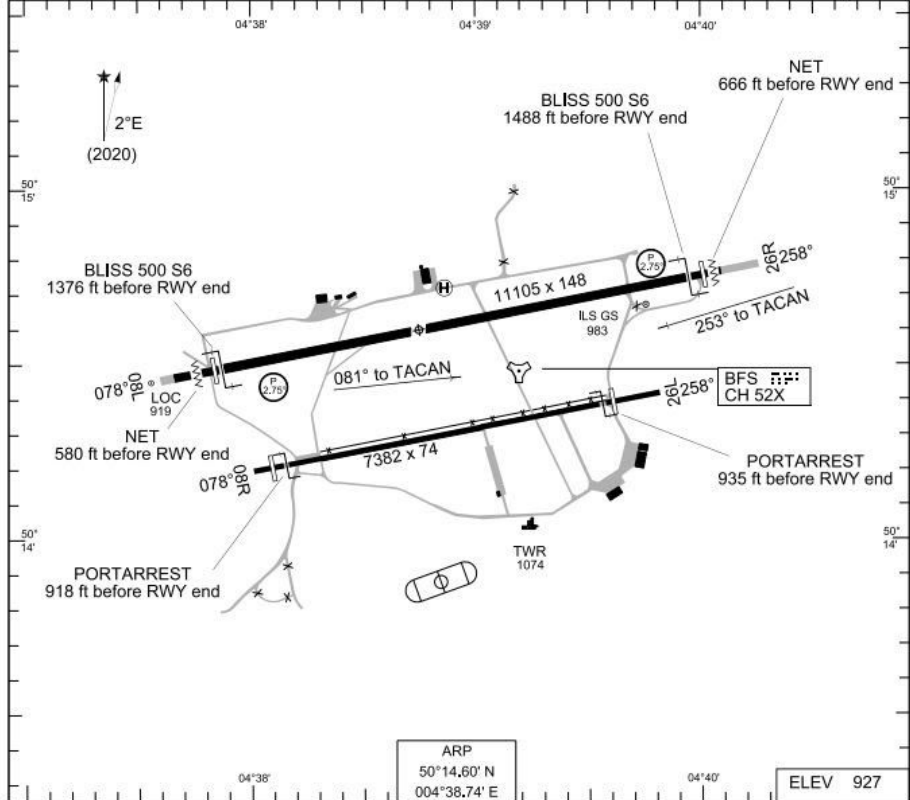 04°38'
04°39'
04°40'
2°E
(2020)
NET
666 ft before RWY end
BLISS 500 S6
1488 ft before RWY end
50°
15'
50°
15'
BLISS 500 S6
1376 ft before RWY end
P
2.75°
26R
258°
H
11105 x 148
ILS GS
983
253° to TACAN
078°
08L
LOC
919
P
2.75°
081° to TACAN
BFS
CH 52X
26L
258°
NET
580 ft before RWY end
7382 x 74
078°
08R
PORTARREST
935 ft before RWY end
50°
14'
50°
14'
TWR
1074
PORTARREST
918 ft before RWY end
04°38'
ARP
50°14.60' N
004°38.74' E
04°40'
ELEV 927